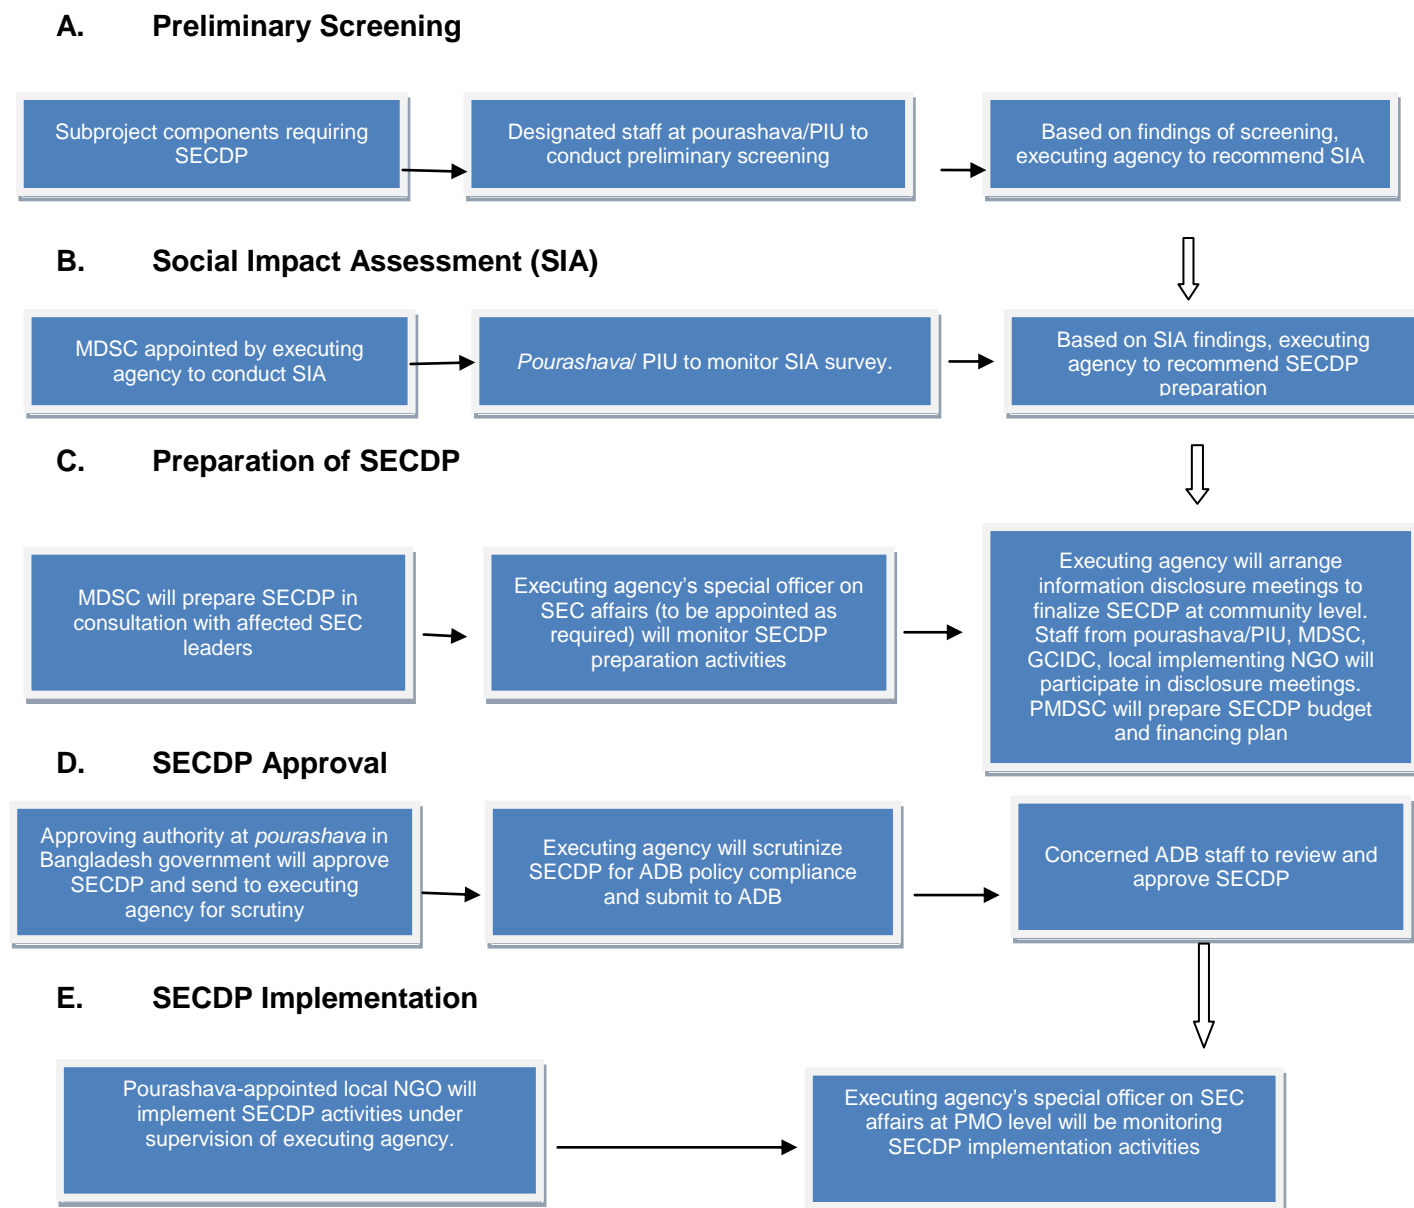 A. Preliminary Screening
Subproject components requiring
SECDP
Designated staff at pourashava/PIU to
conduct preliminary screening
Based on findings of screening,
executing agency to recommend SIA
B. Social Impact Assessment (SIA)
MDSC appointed by executing
agency to conduct SIA
Pourashava/ PIU to monitor SIA survey.
Based on SIA findings, executing
agency to recommend SECDP
preparation
C. Preparation of SECDP
MDSC will prepare SECDP in
consultation with affected SEC
leaders
Executing agency's special officer on
SEC affairs (to be appointed as
required) will monitor SECDP
preparation activities
Executing agency will arrange
information disclosure meetings to
finalize SECDP at community level.
Staff from pourashava/PIU, MDSC,
GCIDC, local implementing NGO will
participate in disclosure meetings.
PMDSC will prepare SECDP budget
and financing plan
D. SECDP Approval
Approving authority at pourashava in
Bangladesh government will approve
SECDP and send to executing
agency for scrutiny
Executing agency will scrutinize
SECDP for ADB policy compliance
and submit to ADB
Concerned ADB staff to review and
approve SECDP
E. SECDP Implementation
Pourashava-appointed local NGO will
implement SECDP activities under
supervision of executing agency.
Executing agency's special officer on SEC
affairs at PMO level will be monitoring
SECDP implementation activities